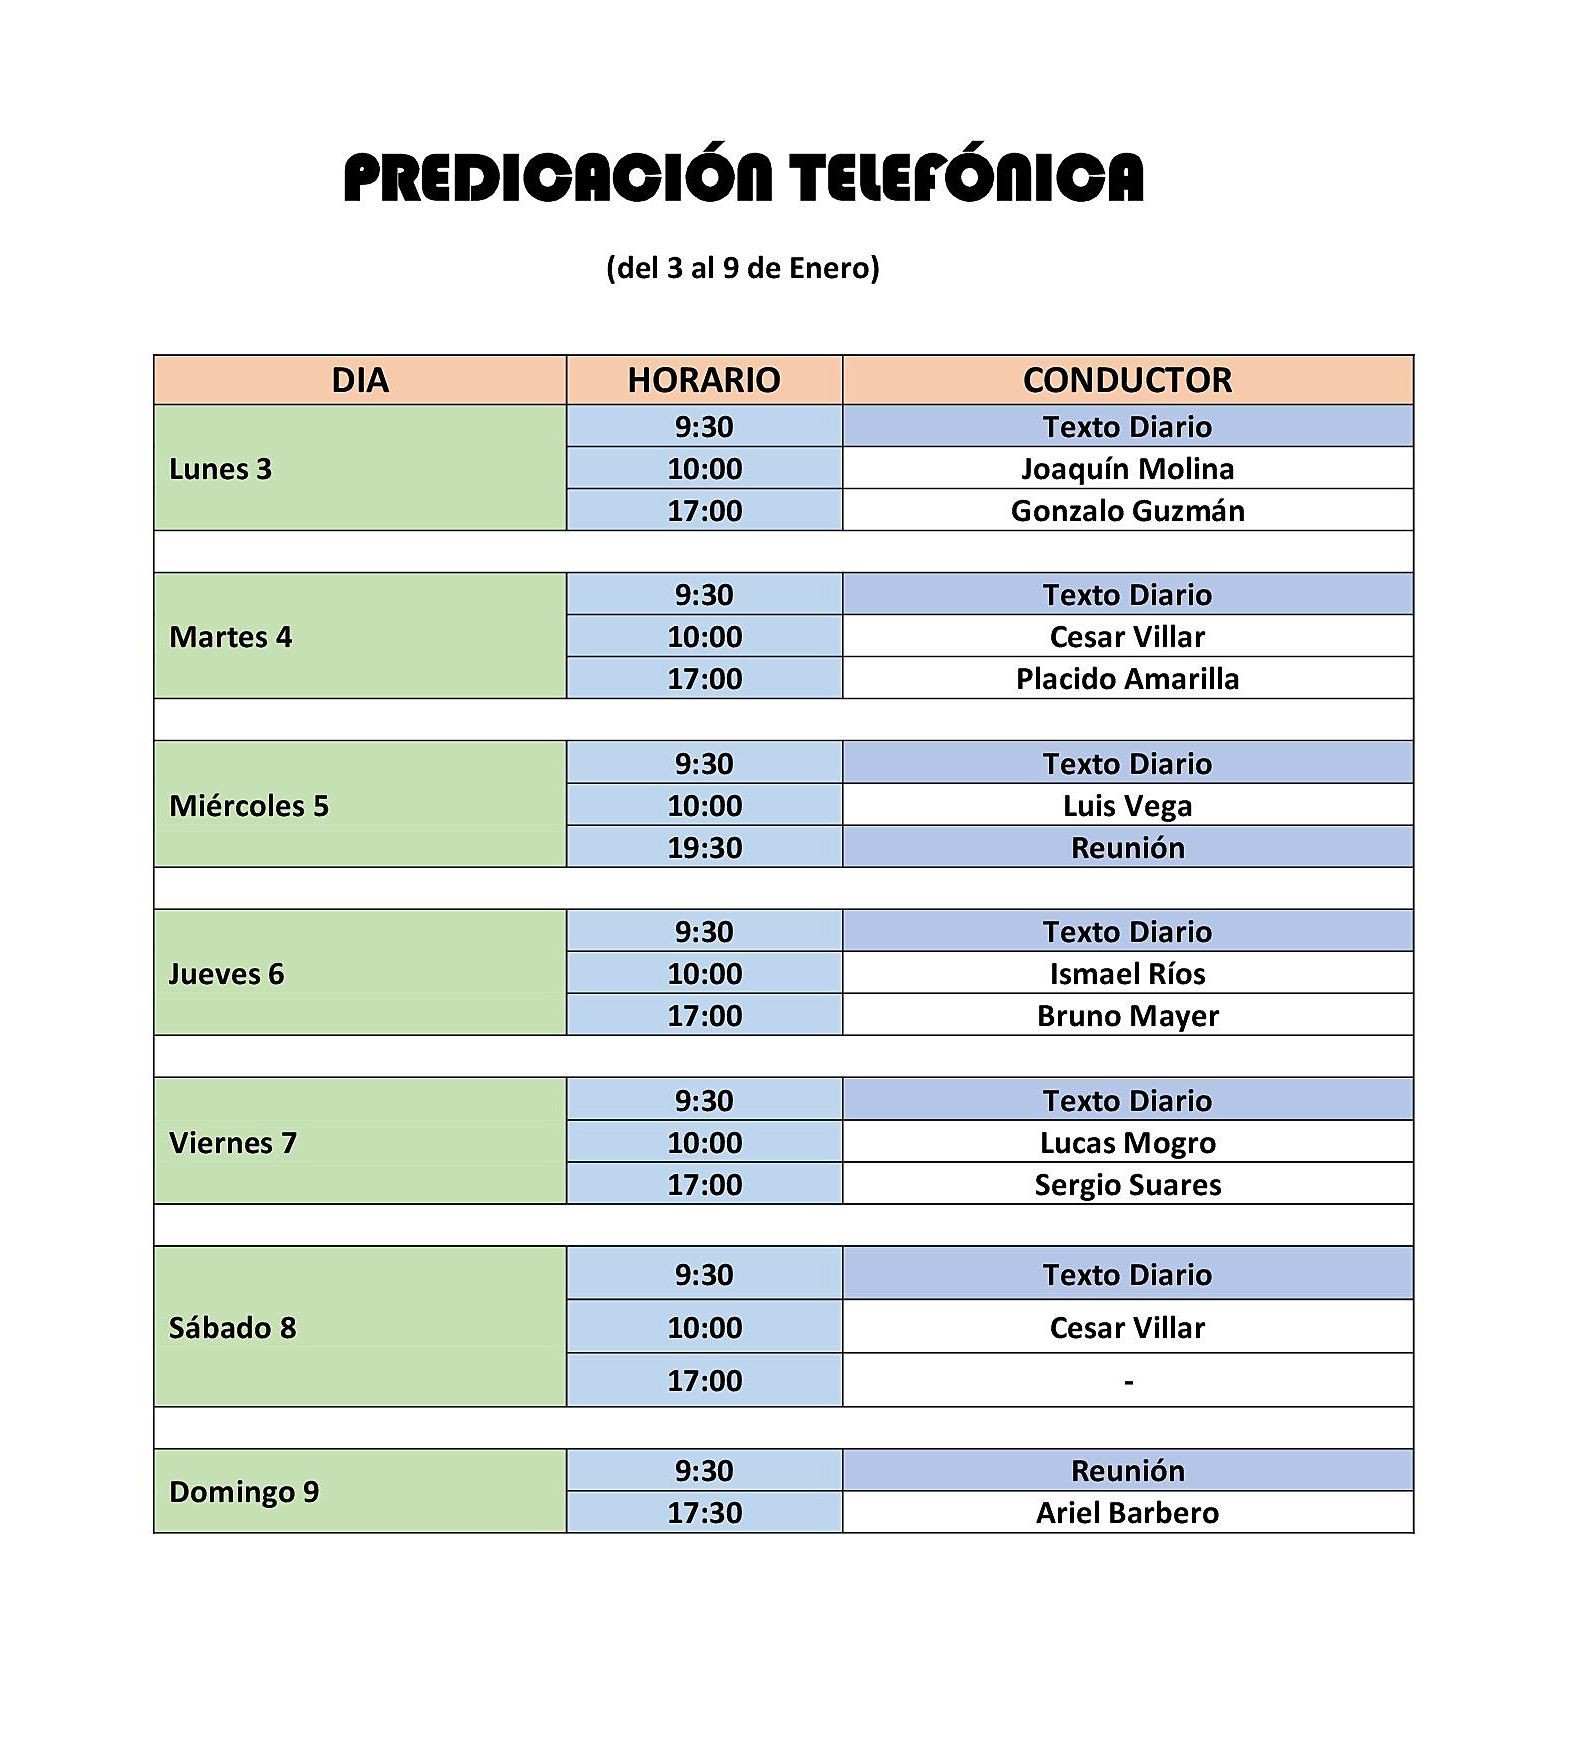 PREDICACIÓN TELEFÓNICA
(del 3 al 9 de Enero)
DIA HORARIO CONDUCTOR
Lunes 3
9:30 Texto Diario
10:00 Joaquín Molina
17:00 Gonzalo Guzmán
Martes 4
9:30 Texto Diario
10:00 Cesar Villar
17:00 Placido Amarilla
Miércoles 5
9:30 Texto Diario
10:00 Luis Vega
19:30 Reunión
Jueves 6
9:30 Texto Diario
10:00 Ismael Ríos
17:00 Bruno Mayer
Viernes 7
9:30 Texto Diario
10:00 Lucas Mogro
17:00 Sergio Suares
Sábado 8
9:30 Texto Diario
10:00 Cesar Villar
17:00 -
Domingo 9
9:30 Reunión
17:30 Ariel Barbero